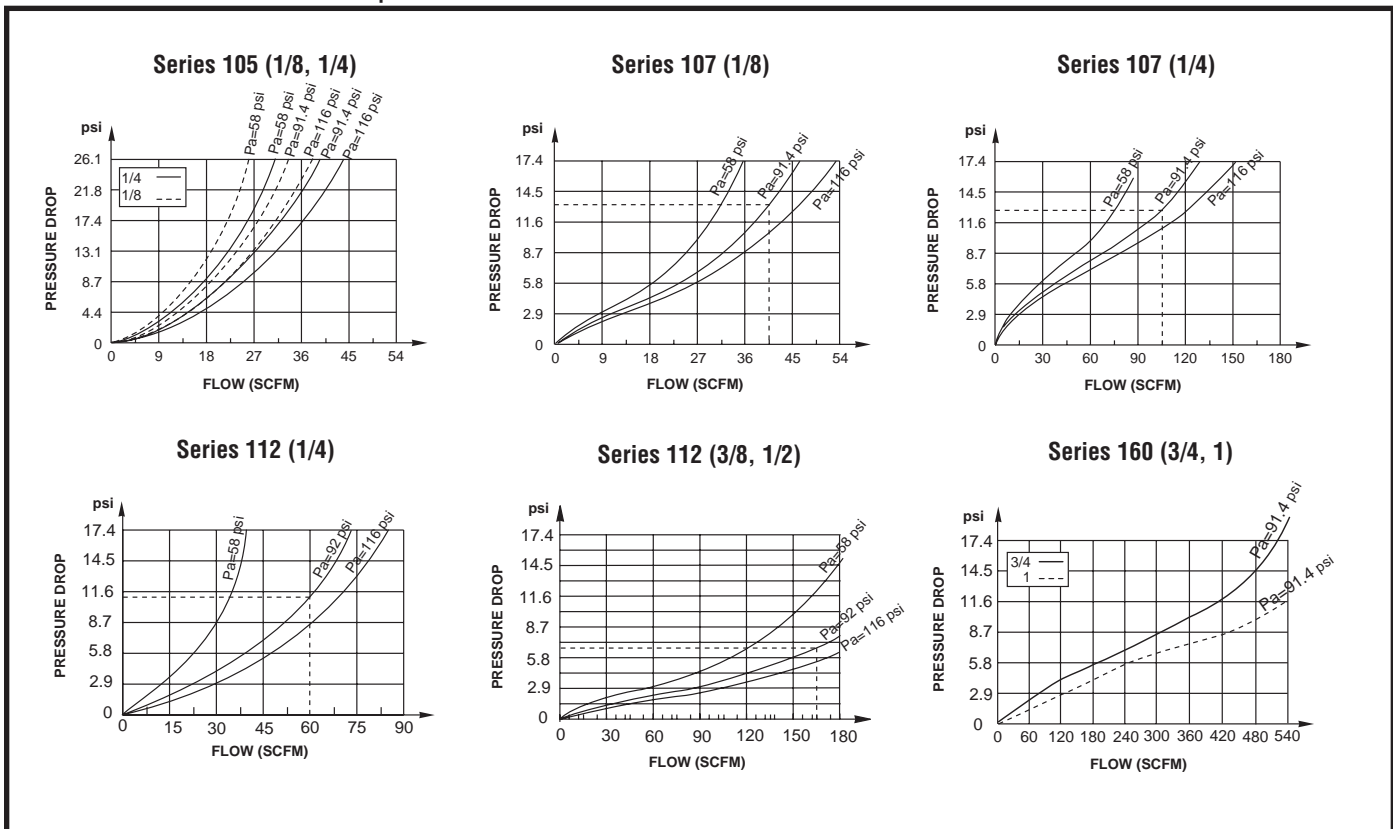 Series 105 (1/8, 1/4)
psi
Pa=58 psi
Pa=58 psi
Pa=91.4 psi
Pa=116 psi
Pa=91.4 psi
Pa=116 psi
26.1
21.8
17.4
13.1
8.7
4.4
0
1/4
1/8
PRESSURE DROP
0 9 18 27 36 45 54
FLOW (SCFM)
Series 107 (1/8)
psi
17.4
14.5
11.6
8.7
5.8
2.9
0
Pa=58 psi
Pa=91.4 psi
Pa=116 psi
PRESSURE DROP
0 9 18 27 36 45 54
FLOW (SCFM)
Series 107 (1/4)
psi
17.4
14.5
11.6
8.7
5.8
2.9
0
Pa=58 psi
Pa=91.4 psi
Pa=116 psi
PRESSURE DROP
0 30 60 90 120 150 180
FLOW (SCFM)
Series 112 (1/4)
psi
17.4
14.5
11.6
8.7
5.8
2.9
0
Pa=58 psi
Pa=92 psi
Pa=116 psi
PRESSURE DROP
0 15 30 45 60 75 90
FLOW (SCFM)
Series 112 (3/8, 1/2)
psi
17.4
14.5
11.6
8.7
5.8
2.9
0
Pa=58 psi
Pa=92 psi
Pa=116 psi
PRESSURE DROP
0 30 60 90 120 150 180
FLOW (SCFM)
Series 160 (3/4, 1)
psi
17.4
14.5
11.6
8.7
5.8
2.9
0
3/4
1
Pa=91.4 psi
Pa=91.4 psi
PRESSURE DROP
0 60 120 180 240 300 360 420 480 540
FLOW (SCFM)